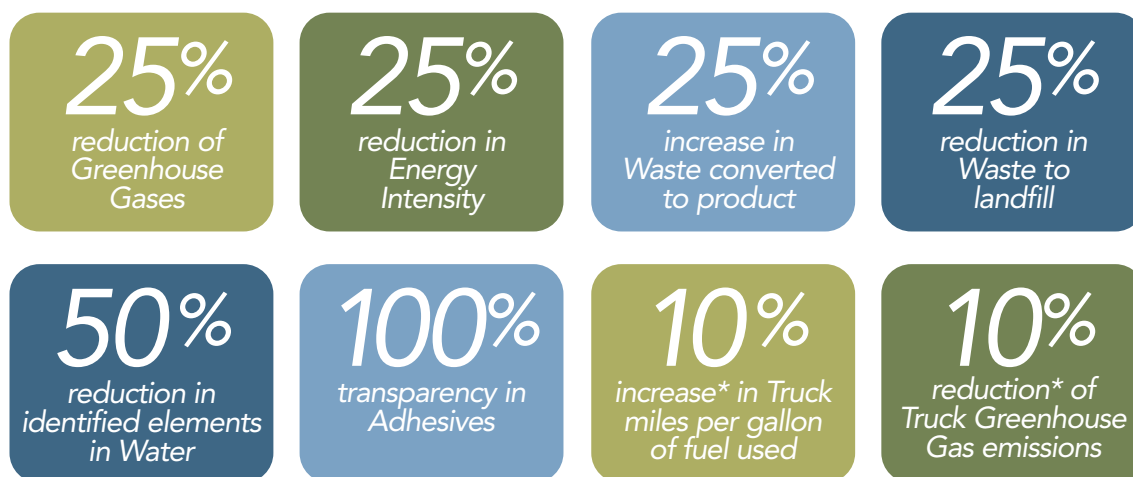 25%
reduction of
Greenhouse
Gases
25%
reduction in
Energy
Intensity
25%
increase in
Waste converted
to product
25%
reduction in
Waste to
landfill
50%
reduction in
identified elements
in Water
100%
transparency in
Adhesives
10%
increase* in Truck
miles per gallon
of fuel used
10%
reduction* of
Truck Greenhouse
Gas emissions